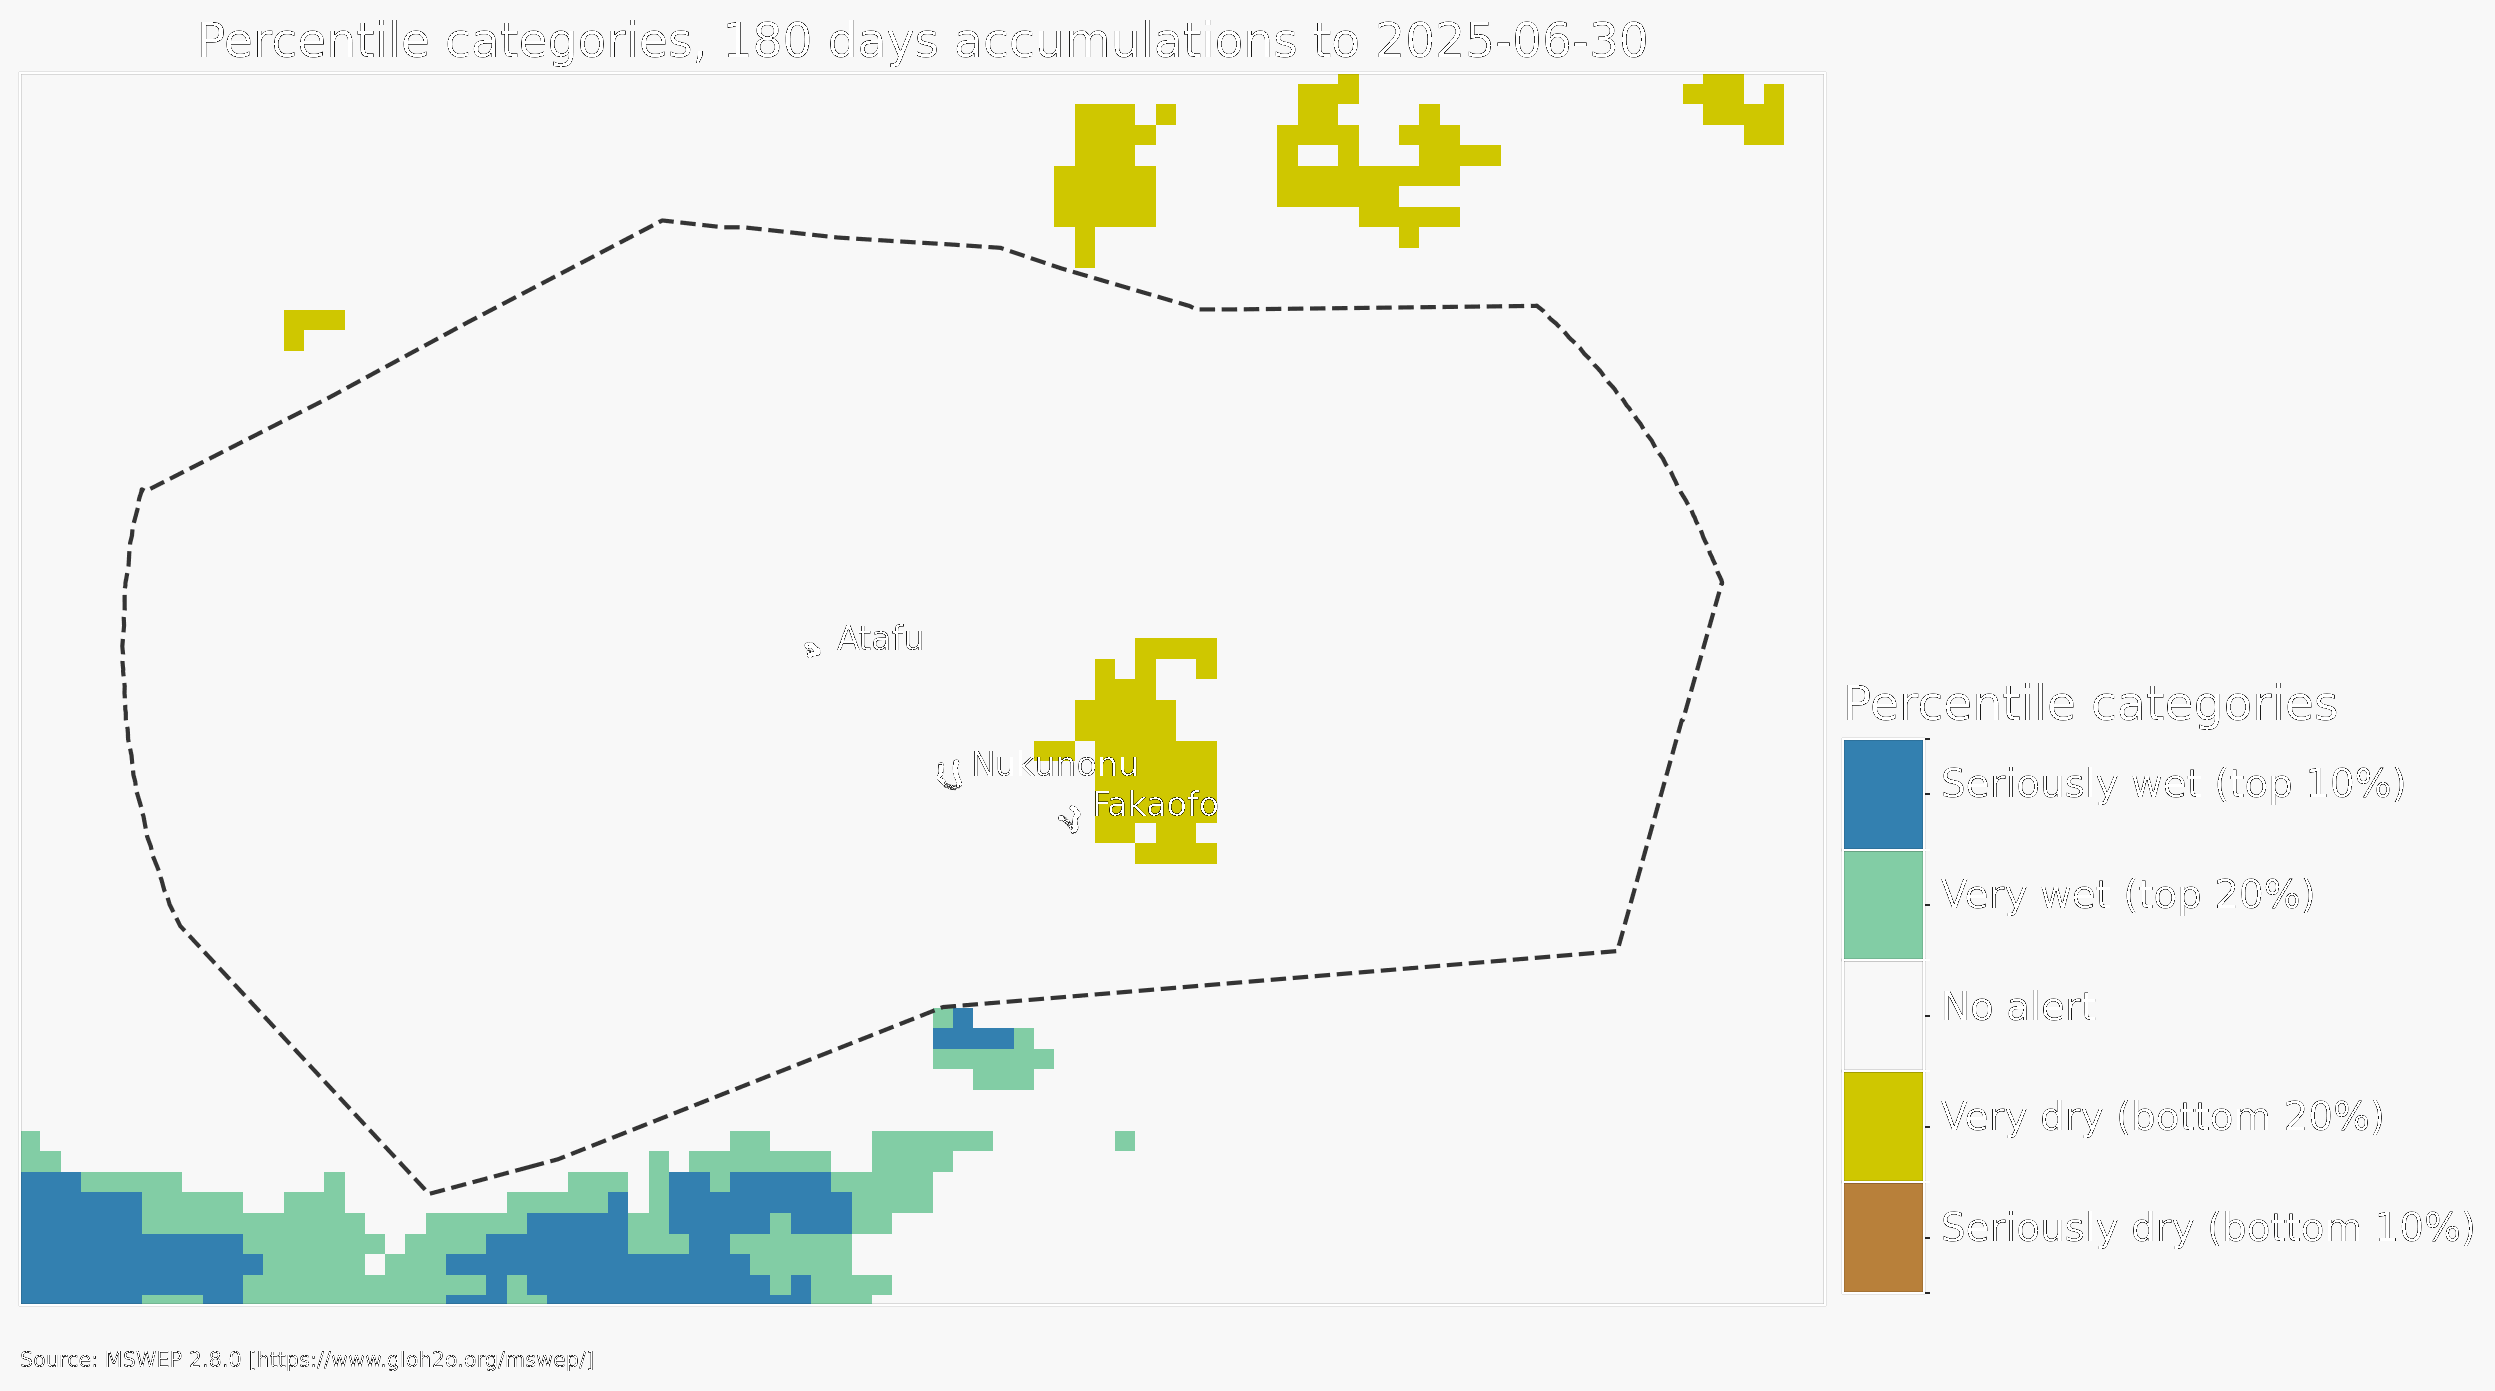 Percentile categories, 180 days accumulations to 2025-06-30
Atafu
Nukunonu
Fakaofo
Percentile categories
Seriously wet (top 10%)
Very wet (top 20%)
No alert
Very dry (bottom 20%)
Seriously dry (bottom 10%)
Source: MSWEP 2.8.0 [https://www.gloh2o.org/mswep/]